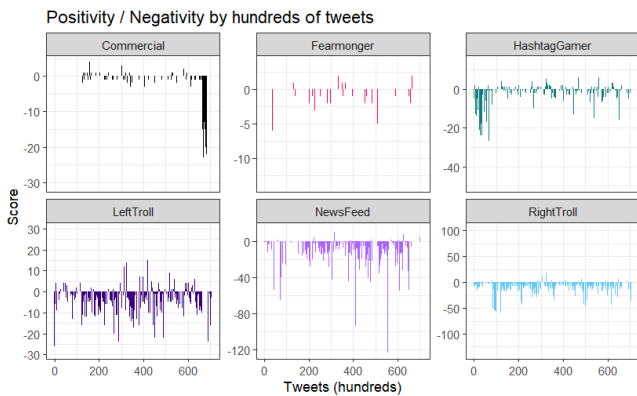 Positivity / Negativity by hundreds of tweets
Commercial
Fearmonger
HashtagGamer
0
-10
-20
-30
0
-5
-10
0
-20
-40
LeftTroll
NewsFeed
RightTroll
30
20
10
0
-10
-20
-30
0
-40
-80
-120
100
50
0
-50
-100
0 200 400 600
0 200 400 600
0 200 400 600
Score
Tweets (hundreds)